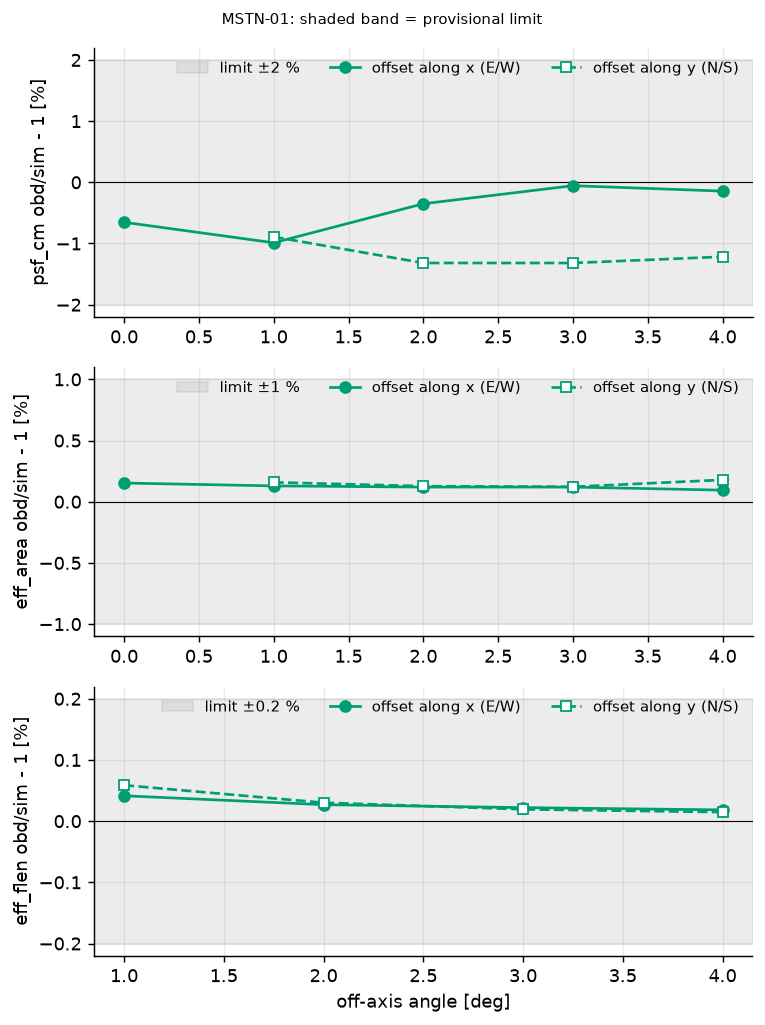 MSTN-01: shaded band = provisional limit
psf_cm obd/sim - 1 [%]
limit ±2 % offset along x (E/W) offset along y (N/S)
2
1
0
−1
−2
0.0 0.5 1.0 1.5 2.0 2.5 3.0 3.5 4.0
eff_area obd/sim - 1 [%]
limit ±1 % offset along x (E/W) offset along y (N/S)
1.0
0.5
0.0
−0.5
−1.0
0.0 0.5 1.0 1.5 2.0 2.5 3.0 3.5 4.0
eff_flen obd/sim - 1 [%]
limit ±0.2 % offset along x (E/W) offset along y (N/S)
0.2
0.1
0.0
−0.1
−0.2
1.0 1.5 2.0 2.5 3.0 3.5 4.0
off-axis angle [deg]